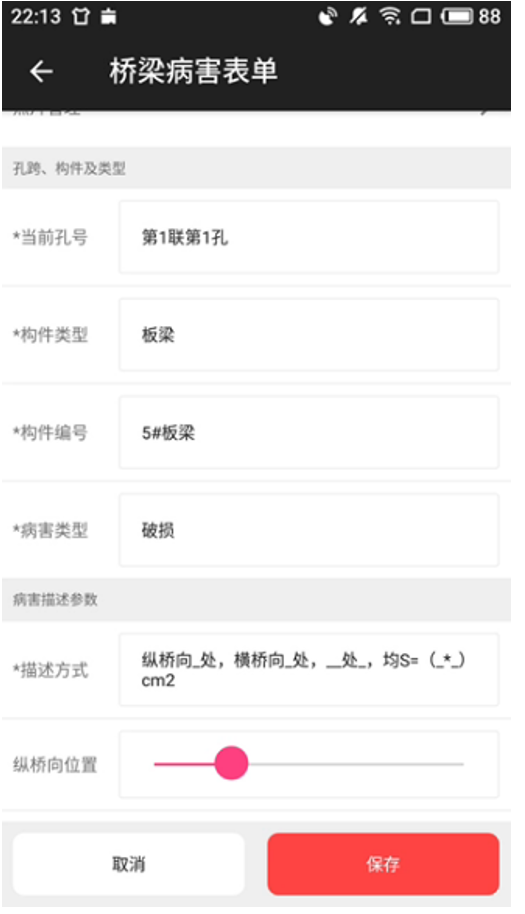 22:13
88
桥梁病害表单
孔跨、构件及类型
*当前孔号
第1联第1孔
*构件类型
板梁
*构件编号
5#板梁
*病害类型
破损
病害描述参数
*描述方式
纵桥向_处，横桥向_处，__处_，均S=（_*_）
cm2
纵桥向位置
取消
保存